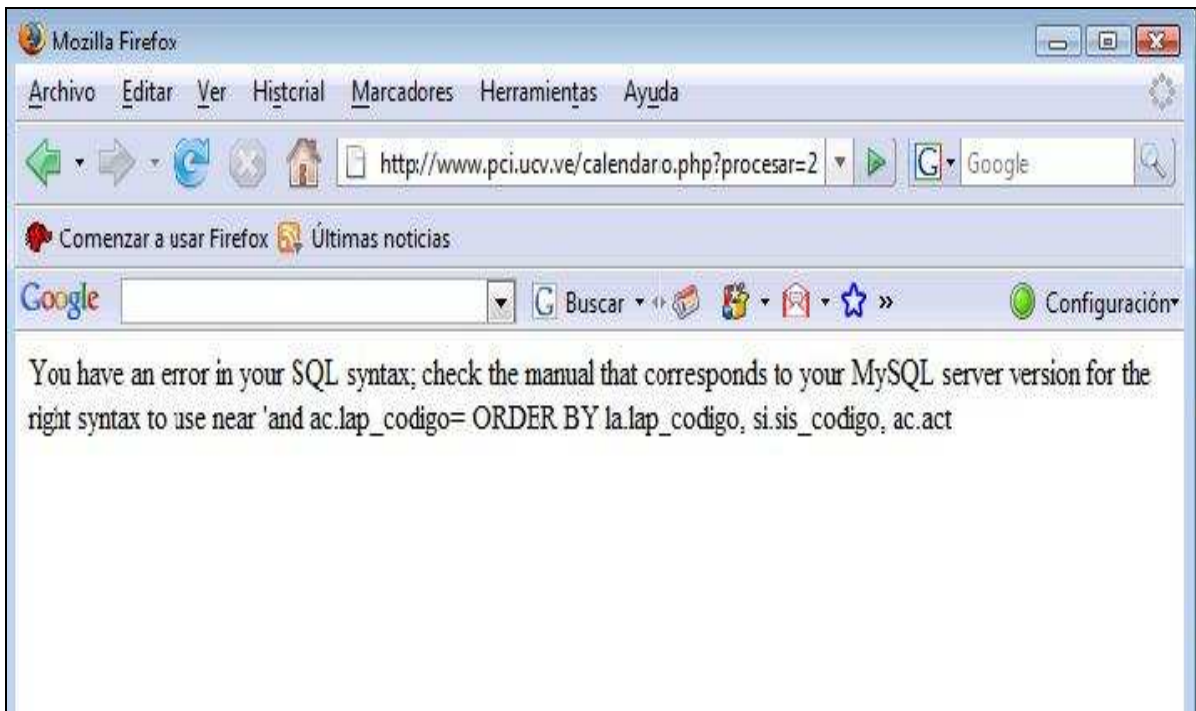 Mozilla Firefox
Archivo Editar Ver Histcrial Marcadores Herramientas Ayuda
http://www.pci.ucv.ve/calendar.o.php?procesar=2 G Google
Comenzar a usar Firefox Últimas noticias
Google G Buscar » Configuración
You have an error in your SQL syntax; check the manual that corresponds to your MySQL server version for the
right syntax to use near 'and ac.lap_codigo= ORDER BY la.lap_codigo, si.sis_codigo, ac.act